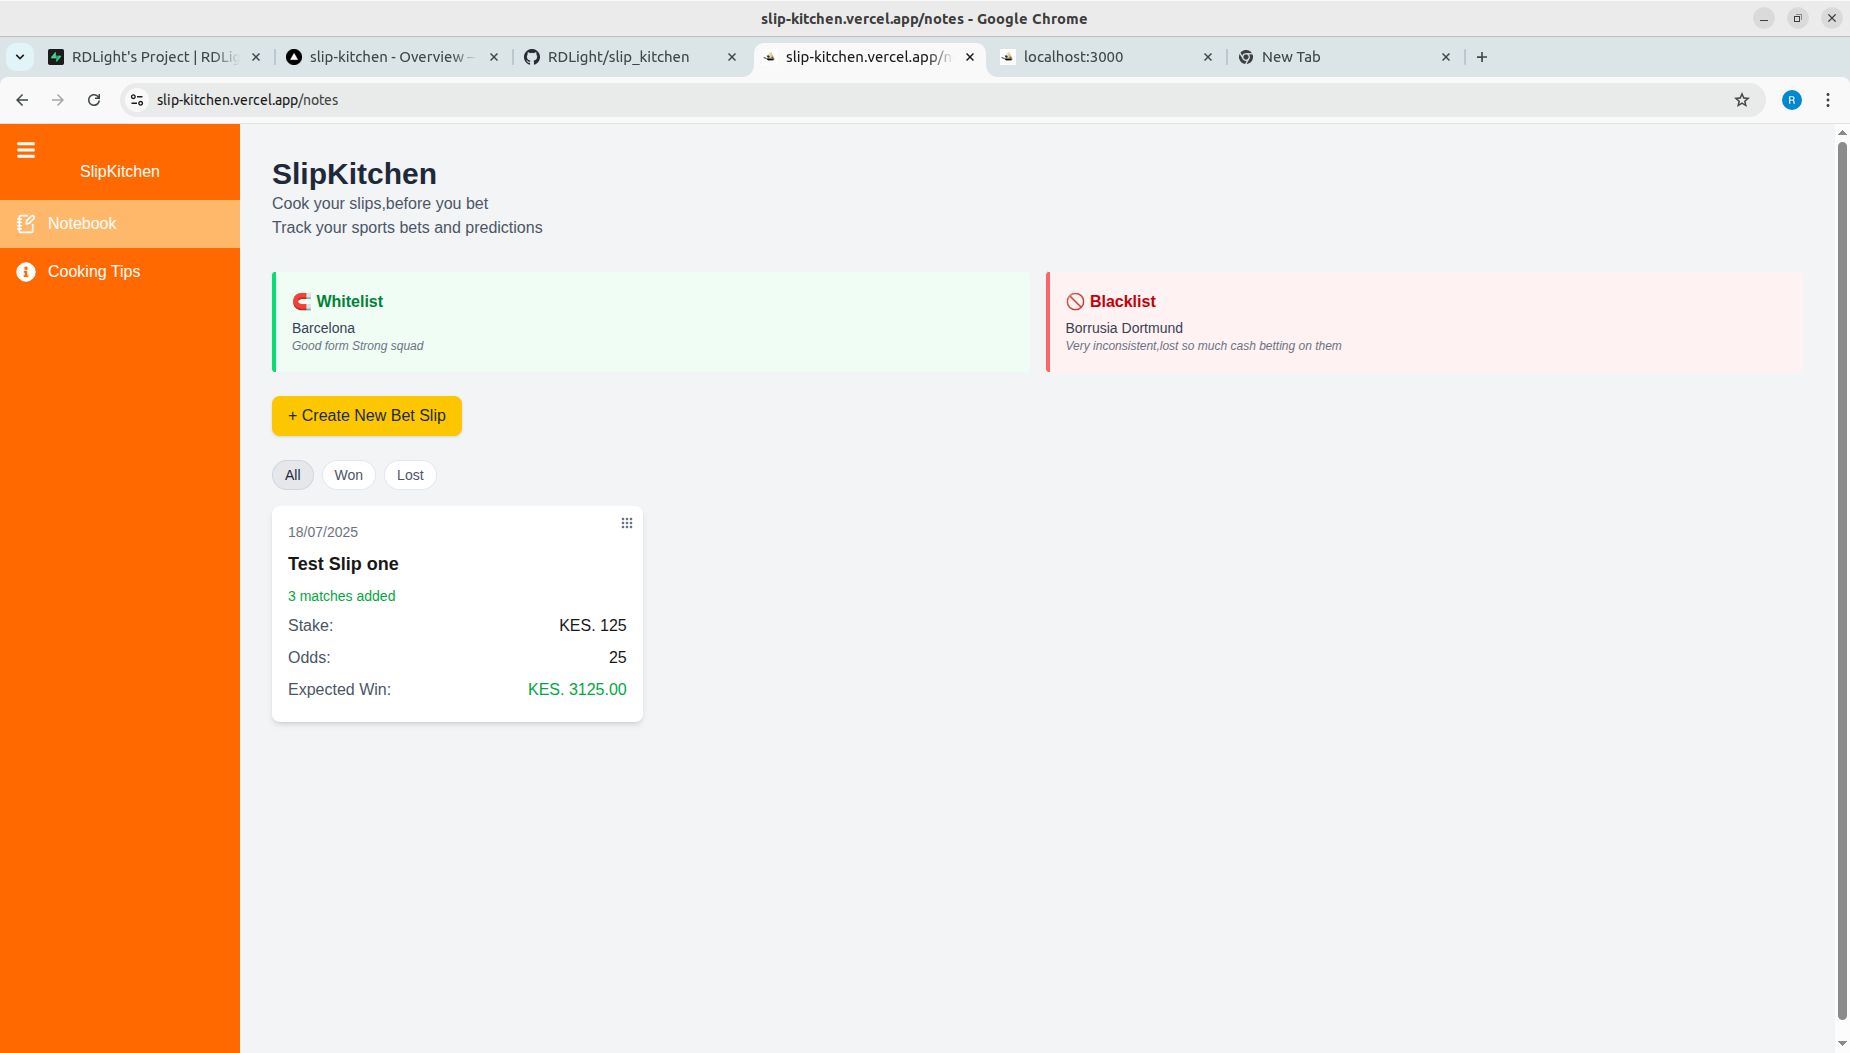 slip-kitchen.vercel.app/notes - Google Chrome
RDLight's Project | RDLig
slip-kitchen - Overview –
RDLight/slip_kitchen
slip-kitchen.vercel.app/n
localhost:3000
New Tab
slip-kitchen.vercel.app/notes
R
SlipKitchen
Notebook
Cooking Tips
SlipKitchen
Cook your slips,before you bet
Track your sports bets and predictions
Whitelist
Barcelona
Good form Strong squad
Blacklist
Borrusia Dortmund
Very inconsistent,lost so much cash betting on them
+ Create New Bet Slip
All Won Lost
18/07/2025
Test Slip one
3 matches added
Stake: KES. 125
Odds: 25
Expected Win: KES. 3125.00